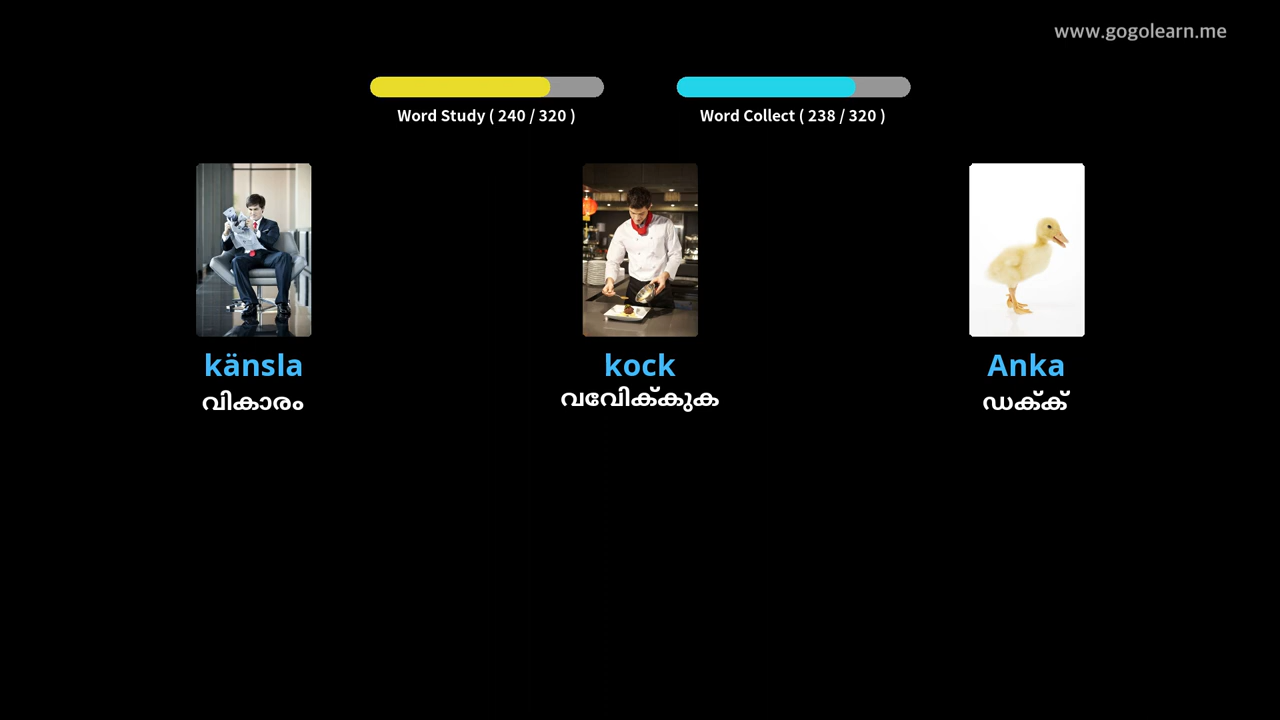 www.gogolearn.me
Word Study ( 240 / 320 )
Word Collect ( 238 / 320 )
känsla
kock
Anka
വികാരം
വവേിക്കുക
ഡക്ക്